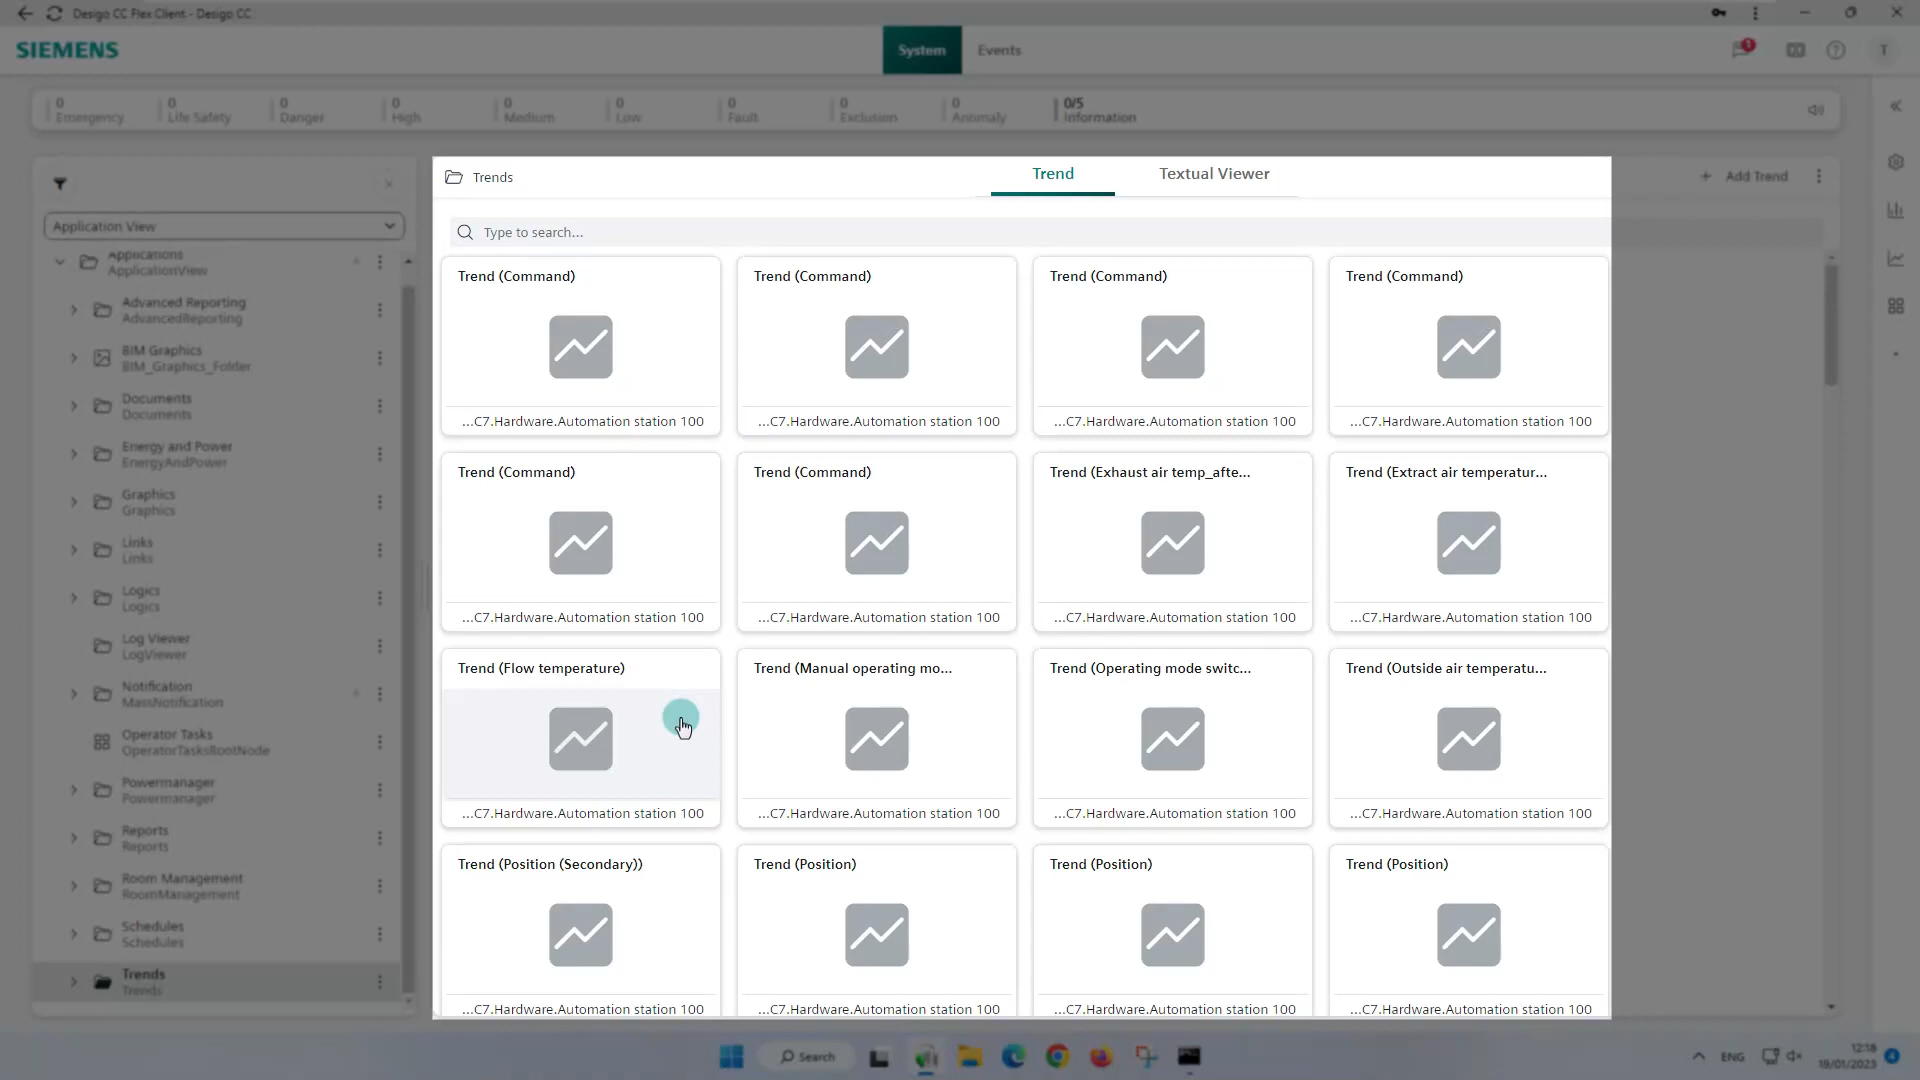 Desigo CC Flex Client - Desigo CC
SIEMENS
System
Events
1
T
0 Emergency
0 Life Safety
0 Danger
0 High
0 Medium
0 Low
0 Fault
0 Exclusion
0 Anomaly
0/5 Information
Application View
Applications
ApplicationView
Advanced Reporting
AdvancedReporting
BIM Graphics
BIM_Graphics_Folder
Documents
Documents
Energy and Power
EnergyAndPower
Graphics
Graphics
Links
Links
Logics
Logics
Log Viewer
LogViewer
Notification
MassNotification
Operator Tasks
OperatorTasksRootNode
Powermanager
Powermanager
Reports
Reports
Room Management
RoomManagement
Schedules
Schedules
Trends
Trends
Trends
Trend
Textual Viewer
+ Add Trend
Type to search...
Trend (Command)
Trend (Command)
Trend (Command)
Trend (Command)
...C7.Hardware.Automation station 100
...C7.Hardware.Automation station 100
...C7.Hardware.Automation station 100
...C7.Hardware.Automation station 100
Trend (Command)
Trend (Command)
Trend (Exhaust air temp_afte...
Trend (Extract air temperatur...
...C7.Hardware.Automation station 100
...C7.Hardware.Automation station 100
...C7.Hardware.Automation station 100
...C7.Hardware.Automation station 100
Trend (Flow temperature)
Trend (Manual operating mo...
Trend (Operating mode switc...
Trend (Outside air temperatu...
...C7.Hardware.Automation station 100
...C7.Hardware.Automation station 100
...C7.Hardware.Automation station 100
...C7.Hardware.Automation station 100
Trend (Position (Secondary))
Trend (Position)
Trend (Position)
Trend (Position)
...C7.Hardware.Automation station 100
...C7.Hardware.Automation station 100
...C7.Hardware.Automation station 100
...C7.Hardware.Automation station 100
Search
ENG
12:18
19/01/2023
4